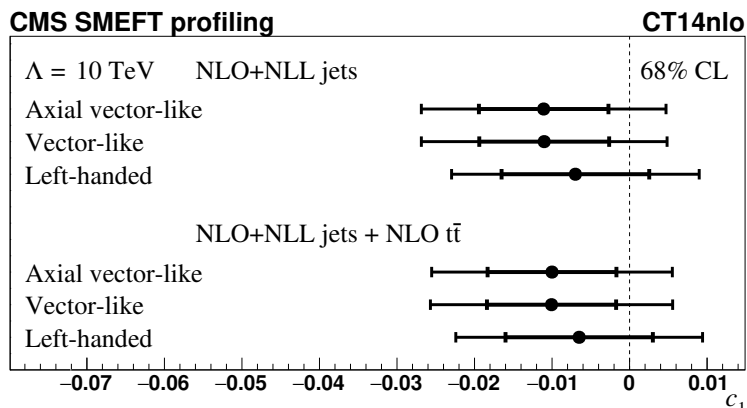 CMS SMEFT profiling CT14nlo
Λ = 10 TeV NLO+NLL jets 68% CL
Axial vector-like
Vector-like
Left-handed
NLO+NLL jets + NLO tt̄
Axial vector-like
Vector-like
Left-handed
−0.07 −0.06 −0.05 −0.04 −0.03 −0.02 −0.01 0 0.01
c₁